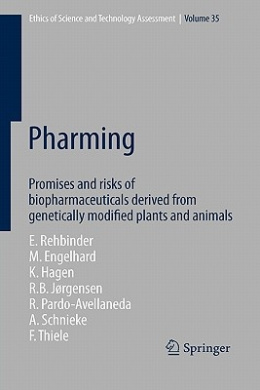 Ethics of Science and Technology Assessment | Volume 35
Pharming
Promises and risks of
biopharmaceuticals derived from
genetically modified plants and animals
E. Rehbinder
M. Engelhard
K. Hagen
R.B. Jørgensen
R. Pardo-Avellaneda
A. Schnieke
F. Thiele
Springer